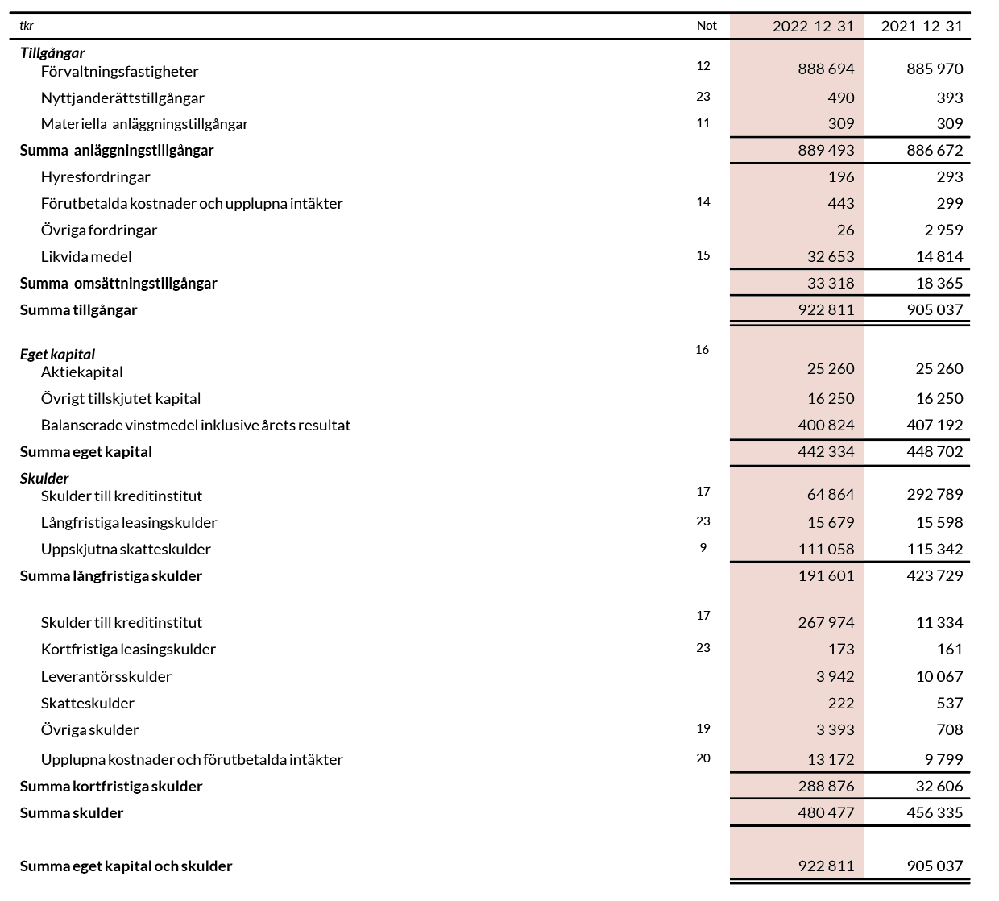 tkr Not 2022-12-31 2021-12-31
Tillgångar
Förvaltningsfastigheter 12 888 694 885 970
Nyttjanderättstillgångar 23 490 393
Materiella anläggningstillgångar 11 309 309
Summa anläggningstillgångar 889 493 886 672
Hyresfordringar 196 293
Förutbetalda kostnader och upplupna intäkter 14 443 299
Övriga fordringar 26 2 959
Likvida medel 15 32 653 14 814
Summa omsättningstillgångar 33 318 18 365
Summa tillgångar 922 811 905 037
Eget kapital 16
Aktiekapital 25 260 25 260
Övrigt tillskjutet kapital 16 250 16 250
Balanserade vinstmedel inklusive årets resultat 400 824 407 192
Summa eget kapital 442 334 448 702
Skulder
Skulder till kreditinstitut 17 64 864 292 789
Långfristiga leasingskulder 23 15 679 15 598
Uppskjutna skatteskulder 9 111 058 115 342
Summa långfristiga skulder 191 601 423 729
Skulder till kreditinstitut 17 267 974 11 334
Kortfristiga leasingskulder 23 173 161
Leverantörsskulder 3 942 10 067
Skatteskulder 222 537
Övriga skulder 19 3 393 708
Upplupna kostnader och förutbetalda intäkter 20 13 172 9 799
Summa kortfristiga skulder 288 876 32 606
Summa skulder 480 477 456 335
Summa eget kapital och skulder 922 811 905 037